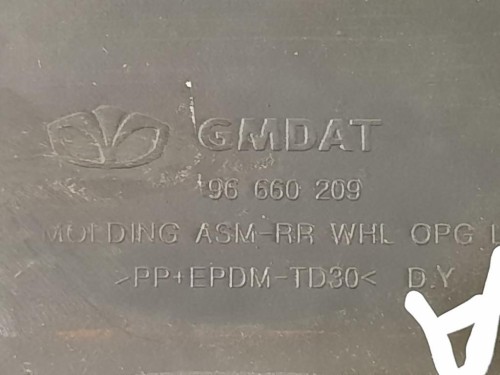 GMDAT
96 660 209
MOLDING ASM-RR WHL OPG L
>PP+EPDM-TD30< D.Y